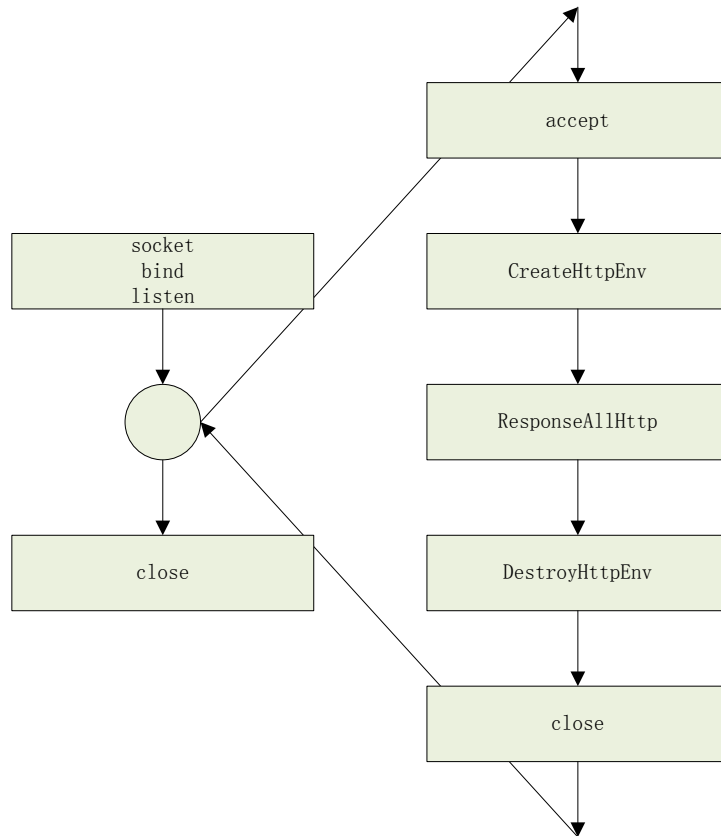 socket
bind
listen
close
accept
CreateHttpEnv
ResponseAllHttp
DestroyHttpEnv
close